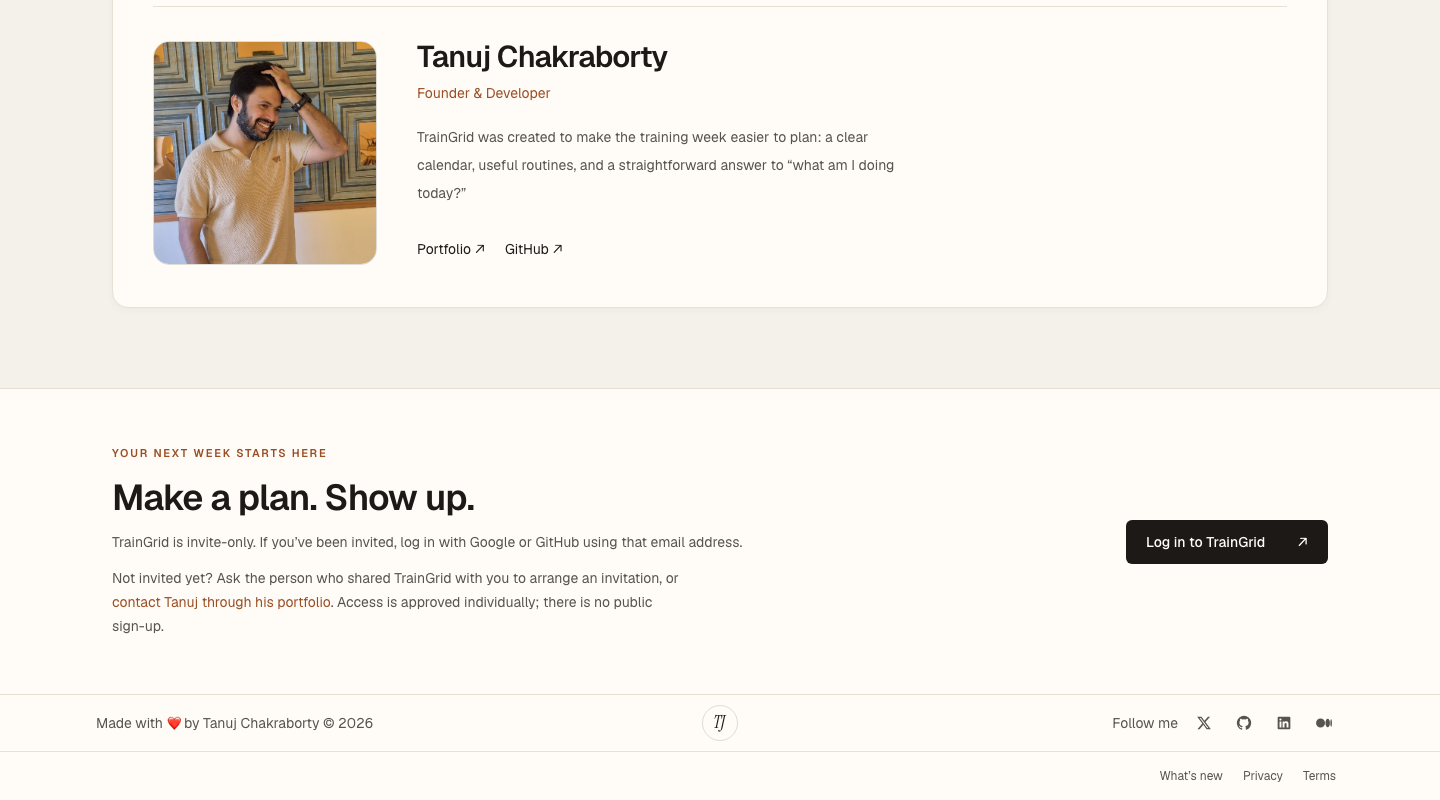 Tanuj Chakraborty
Founder & Developer
TrainGrid was created to make the training week easier to plan: a clear
calendar, useful routines, and a straightforward answer to “what am I doing
today?”
Portfolio ↗ GitHub ↗
YOUR NEXT WEEK STARTS HERE
Make a plan. Show up.
TrainGrid is invite-only. If you’ve been invited, log in with Google or GitHub using that email address.
Log in to TrainGrid ↗
Not invited yet? Ask the person who shared TrainGrid with you to arrange an invitation, or
contact Tanuj through his portfolio. Access is approved individually; there is no public
sign-up.
Made with ❤️ by Tanuj Chakraborty © 2026
TJ
Follow me
What’s new Privacy Terms